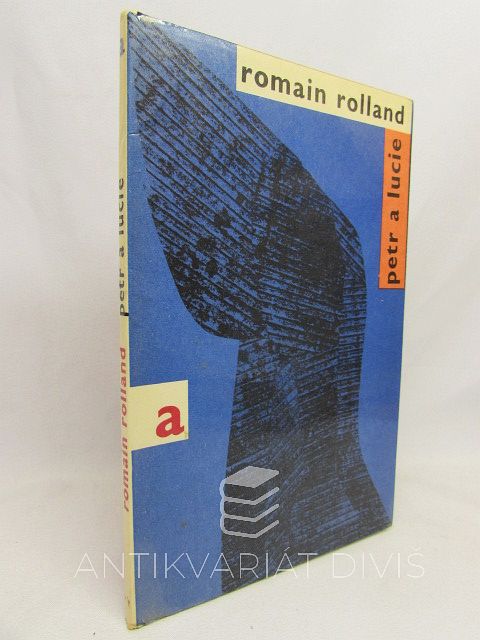 romain rolland
petr a lucie
a
a
petr a lucie
romain rolland
ANTIKVARIÁT DIVIŠ